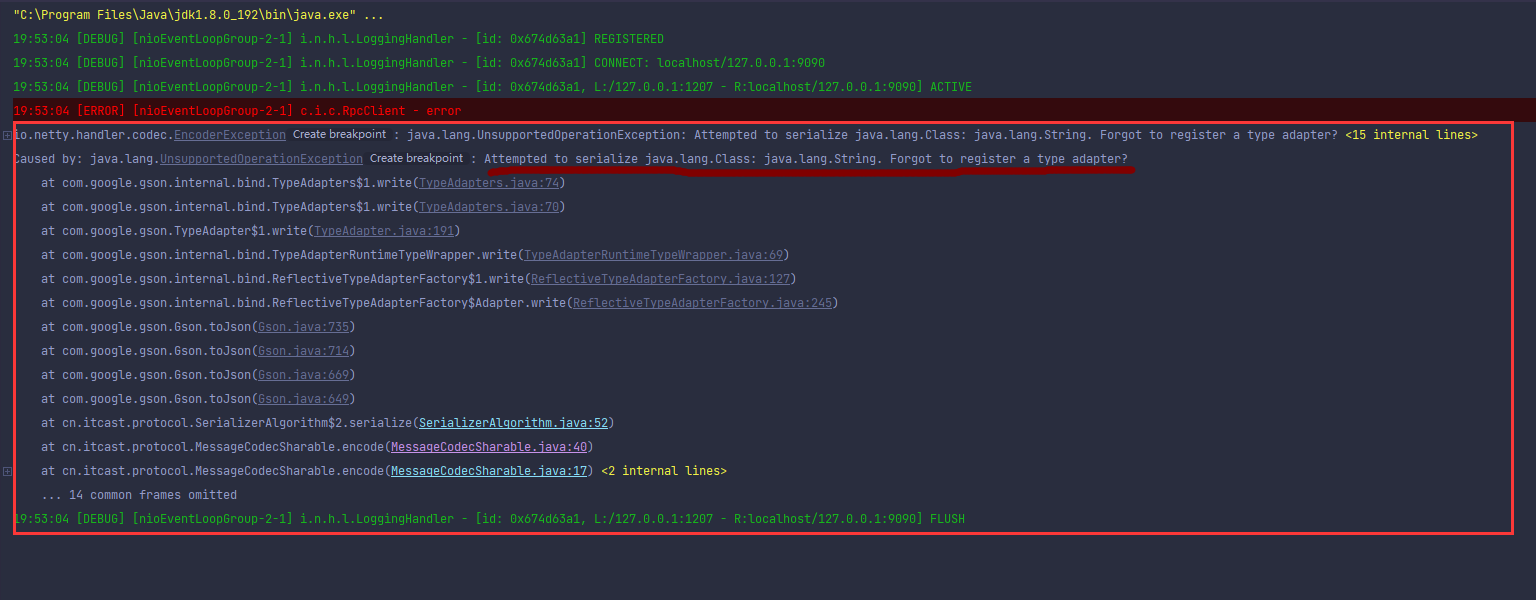 "C:\Program Files\Java\jdk1.8.0_192\bin\java.exe" ...
19:53:04 [DEBUG] [nioEventLoopGroup-2-1] i.n.h.l.LoggingHandler - [id: 0x674d63a1] REGISTERED
19:53:04 [DEBUG] [nioEventLoopGroup-2-1] i.n.h.l.LoggingHandler - [id: 0x674d63a1] CONNECT: localhost/127.0.0.1:9090
19:53:04 [DEBUG] [nioEventLoopGroup-2-1] i.n.h.l.LoggingHandler - [id: 0x674d63a1, L:/127.0.0.1:1207 - R:localhost/127.0.0.1:9090] ACTIVE
19:53:04 [ERROR] [nioEventLoopGroup-2-1] c.i.c.RpcClient - error
io.netty.handler.codec.EncoderException Create breakpoint : java.lang.UnsupportedOperationException: Attempted to serialize java.lang.Class: java.lang.String. Forgot to register a type adapter? <15 internal lines>
Caused by: java.lang.UnsupportedOperationException Create breakpoint : Attempted to serialize java.lang.Class: java.lang.String. Forgot to register a type adapter?
at com.google.gson.internal.bind.TypeAdapters$1.write(TypeAdapters.java:74)
at com.google.gson.internal.bind.TypeAdapters$1.write(TypeAdapters.java:70)
at com.google.gson.TypeAdapter$1.write(TypeAdapter.java:191)
at com.google.gson.internal.bind.TypeAdapterRuntimeTypeWrapper.write(TypeAdapterRuntimeTypeWrapper.java:69)
at com.google.gson.internal.bind.ReflectiveTypeAdapterFactory$1.write(ReflectiveTypeAdapterFactory.java:127)
at com.google.gson.internal.bind.ReflectiveTypeAdapterFactory$Adapter.write(ReflectiveTypeAdapterFactory.java:245)
at com.google.gson.Gson.toJson(Gson.java:735)
at com.google.gson.Gson.toJson(Gson.java:714)
at com.google.gson.Gson.toJson(Gson.java:669)
at com.google.gson.Gson.toJson(Gson.java:649)
at cn.itcast.protocol.SerializerAlgorithm$2.serialize(SerializerAlgorithm.java:52)
at cn.itcast.protocol.MessageCodecSharable.encode(MessageCodecSharable.java:40)
at cn.itcast.protocol.MessageCodecSharable.encode(MessageCodecSharable.java:17) <2 internal lines>
... 14 common frames omitted
19:53:04 [DEBUG] [nioEventLoopGroup-2-1] i.n.h.l.LoggingHandler - [id: 0x674d63a1, L:/127.0.0.1:1207 - R:localhost/127.0.0.1:9090] FLUSH